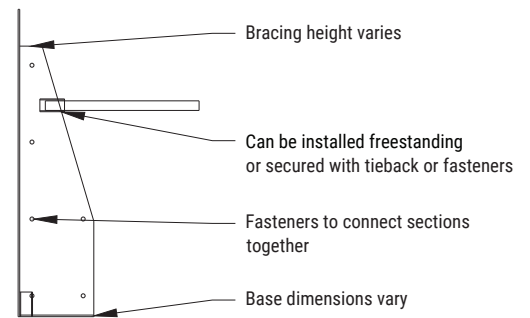 Bracing height varies
Can be installed freestanding
or secured with tieback or fasteners
Fasteners to connect sections
together
Base dimensions vary